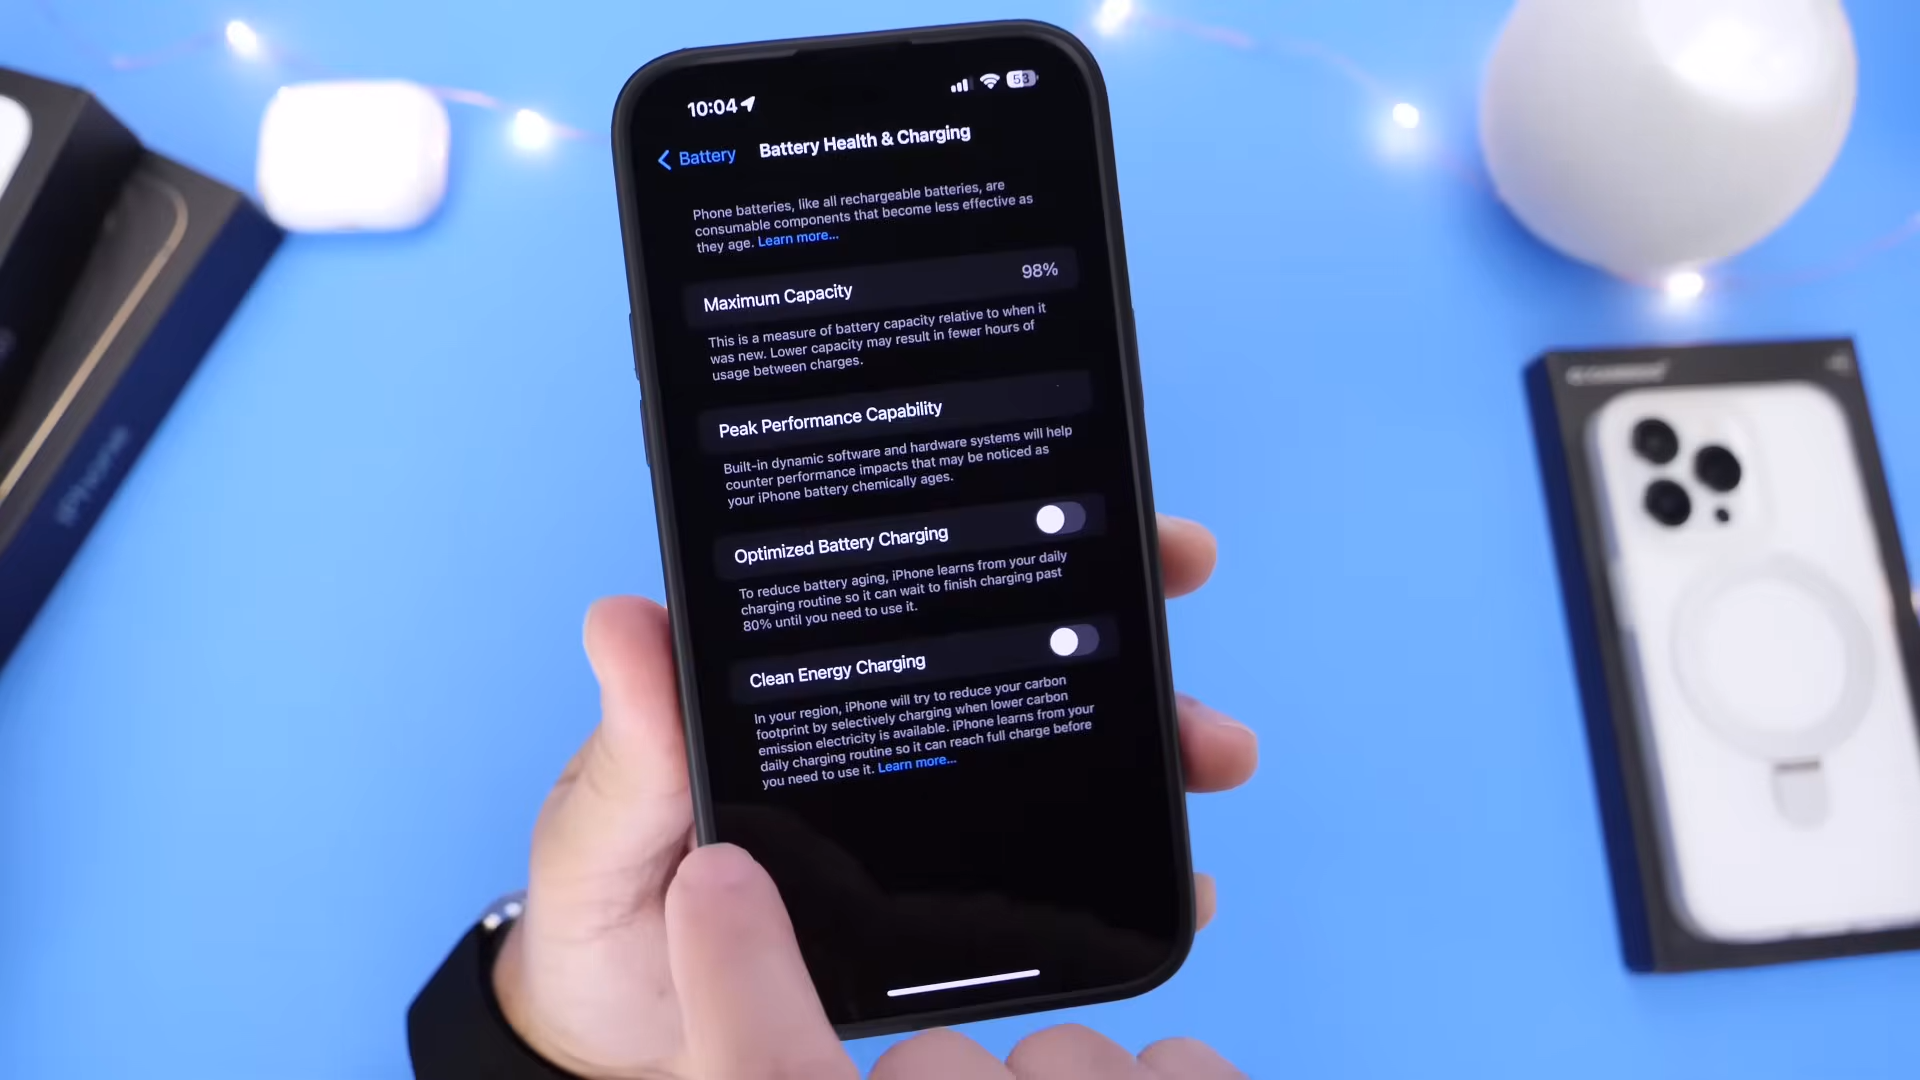 10:04
53
Battery
Battery Health & Charging
Phone batteries, like all rechargeable batteries, are
consumable components that become less effective as
they age. Learn more...
Maximum Capacity
98%
This is a measure of battery capacity relative to when it
was new. Lower capacity may result in fewer hours of
usage between charges.
Peak Performance Capability
Built-in dynamic software and hardware systems will help
counter performance impacts that may be noticed as
your iPhone battery chemically ages.
Optimized Battery Charging
To reduce battery aging, iPhone learns from your daily
charging routine so it can wait to finish charging past
80% until you need to use it.
Clean Energy Charging
In your region, iPhone will try to reduce your carbon
footprint by selectively charging when lower carbon
emission electricity is available. iPhone learns from your
daily charging routine so it can reach full charge before
you need to use it. Learn more...
iPhone